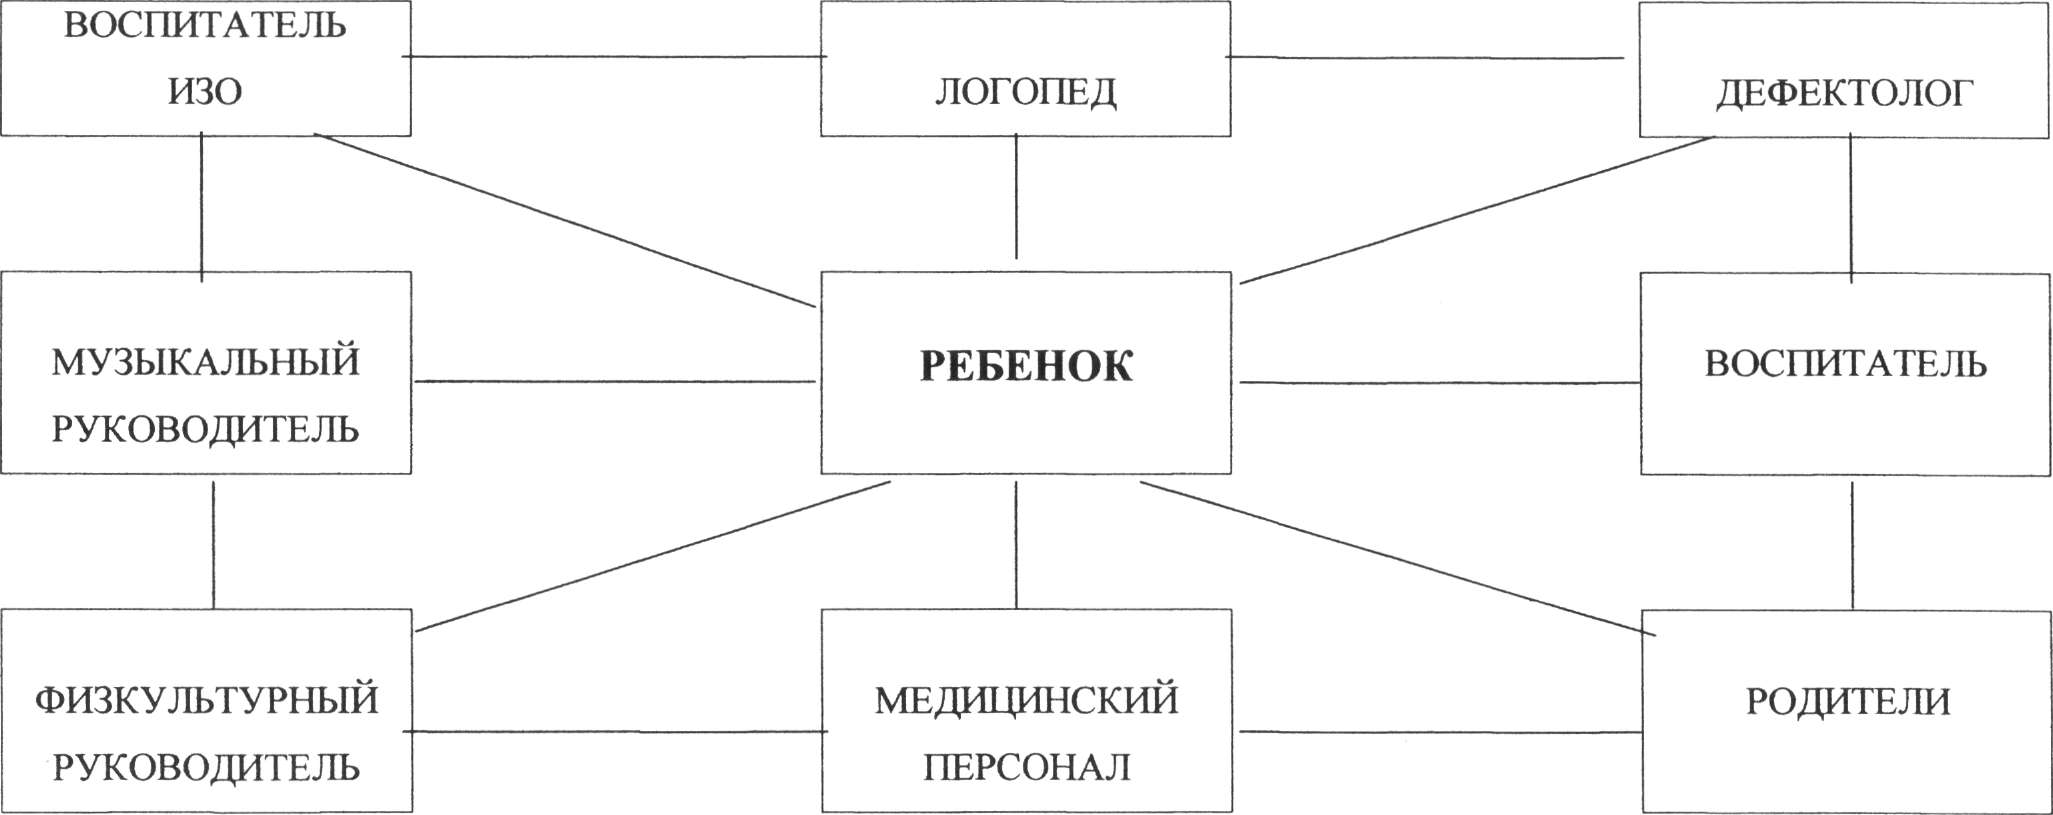 ВОСПИТАТЕЛЬ
ИЗО
ЛОГОПЕД
ДЕФЕКТОЛОГ
МУЗЫКАЛЬНЫЙ
РУКОВОДИТЕЛЬ
РЕБЕНОК
ВОСПИТАТЕЛЬ
ФИЗКУЛЬТУРНЫЙ
РУКОВОДИТЕЛЬ
МЕДИЦИНСКИЙ
ПЕРСОНАЛ
РОДИТЕЛИ